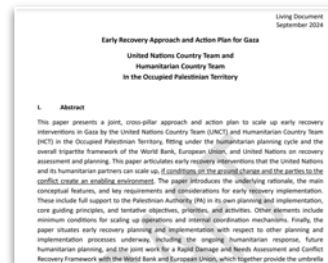 Living Document
September 2024
Early Recovery Approach and Action Plan for Gaza
United Nations Country Team and
Humanitarian Country Team
In the Occupied Palestinian Territory
I. Abstract
This paper presents a joint, cross-pillar approach and action plan to scale up early recovery
interventions in Gaza by the United Nations Country Team (UNCT) and Humanitarian Country Team
(HCT) in the Occupied Palestinian Territory, fitting under the humanitarian planning cycle and the
overall tripartite framework of the World Bank, European Union, and United Nations on recovery
assessment and planning. This paper articulates early recovery interventions that the United Nations
and its humanitarian partners can scale up, if conditions on the ground change and the parties to the
conflict create an enabling environment. The paper introduces the underlying rationale, the main
conceptual features, and key requirements and considerations for early recovery implementation.
These include full support to the Palestinian Authority (PA) in its own planning and implementation,
core guiding principles, and tentative objectives, priorities, and activities. Other elements include
minimum conditions for scaling up operations and internal coordination mechanisms. Finally, the
paper situates early recovery planning and implementation with respect to other planning and
implementation processes underway, including the ongoing humanitarian response, future
humanitarian planning, and the joint work for a Rapid Damage and Needs Assessment and Conflict
Recovery Framework with the World Bank and European Union, which together provide the umbrella